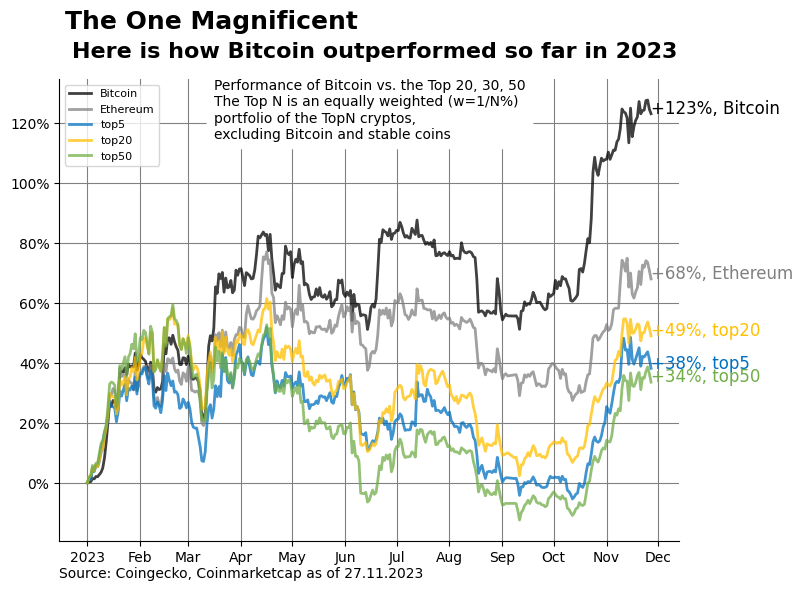 The One Magnificent
Here is how Bitcoin outperformed so far in 2023
Bitcoin
Ethereum
top5
top20
top50
Performance of Bitcoin vs. the Top 20, 30, 50
The Top N is an equally weighted (w=1/N%)
portfolio of the TopN cryptos,
excluding Bitcoin and stable coins
120%
100%
80%
60%
40%
20%
0%
+123%, Bitcoin
+68%, Ethereum
+49%, top20
+38%, top5
+34%, top50
2023 Feb Mar Apr May Jun Jul Aug Sep Oct Nov Dec
Source: Coingecko, Coinmarketcap as of 27.11.2023